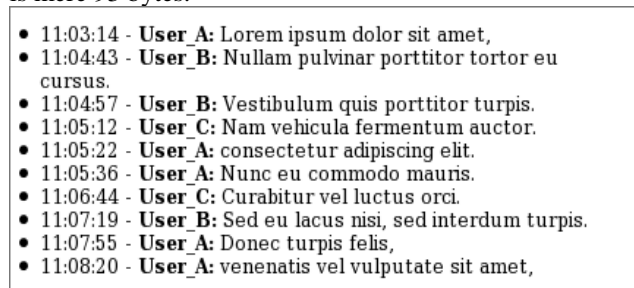 is mere 95 bytes.
• 11:03:14 - User_A: Lorem ipsum dolor sit amet,
• 11:04:43 - User_B: Nullam pulvinar porttitor tortor eu
cursus.
• 11:04:57 - User_B: Vestibulum quis porttitor turpis.
• 11:05:12 - User_C: Nam vehicula fermentum auctor.
• 11:05:22 - User_A: consectetur adipiscing elit.
• 11:05:36 - User_A: Nunc eu commodo mauris.
• 11:06:44 - User_C: Curabitur vel luctus orci.
• 11:07:19 - User_B: Sed eu lacus nisi, sed interdum turpis.
• 11:07:55 - User_A: Donec turpis felis,
• 11:08:20 - User_A: venenatis vel vulputate sit amet,